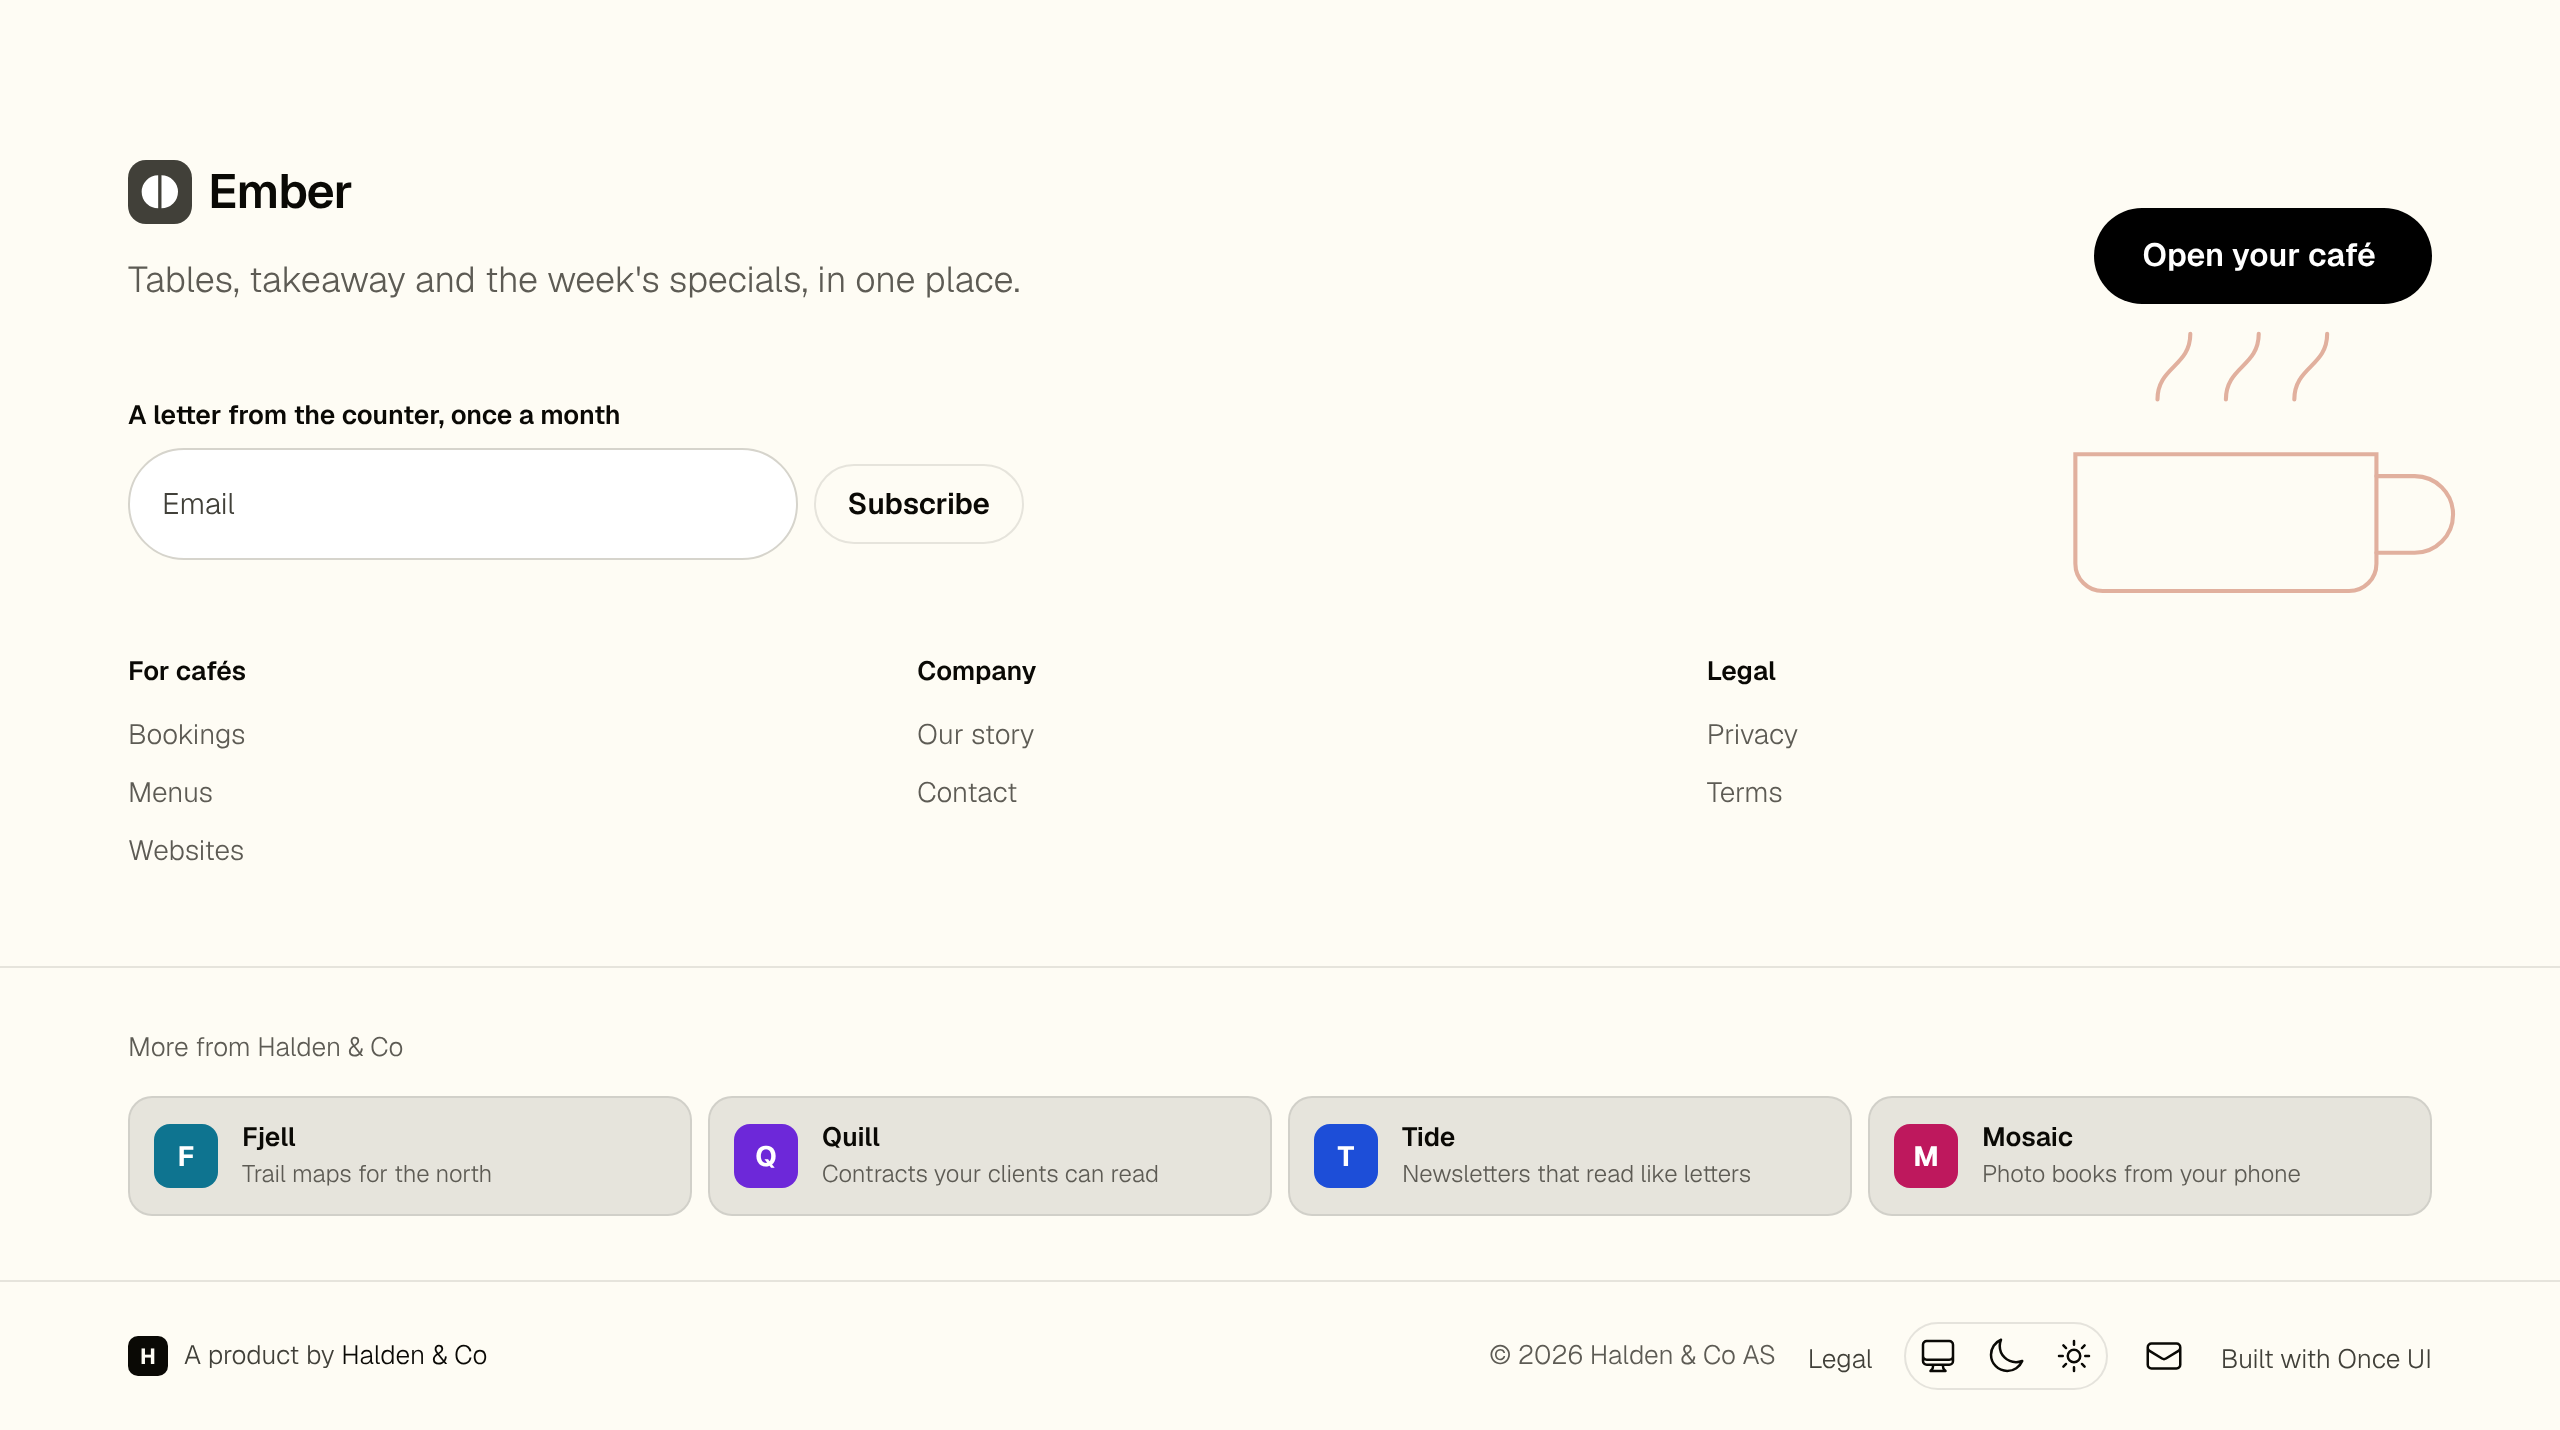 Ember
Tables, takeaway and the week's specials, in one place.
Open your café
A letter from the counter, once a month
Email
Subscribe
For cafés
Bookings
Menus
Websites
Company
Our story
Contact
Legal
Privacy
Terms
More from Halden & Co
F
Fjell
Trail maps for the north
Q
Quill
Contracts your clients can read
T
Tide
Newsletters that read like letters
M
Mosaic
Photo books from your phone
H A product by Halden & Co
© 2026 Halden & Co AS
Legal
Built with Once UI